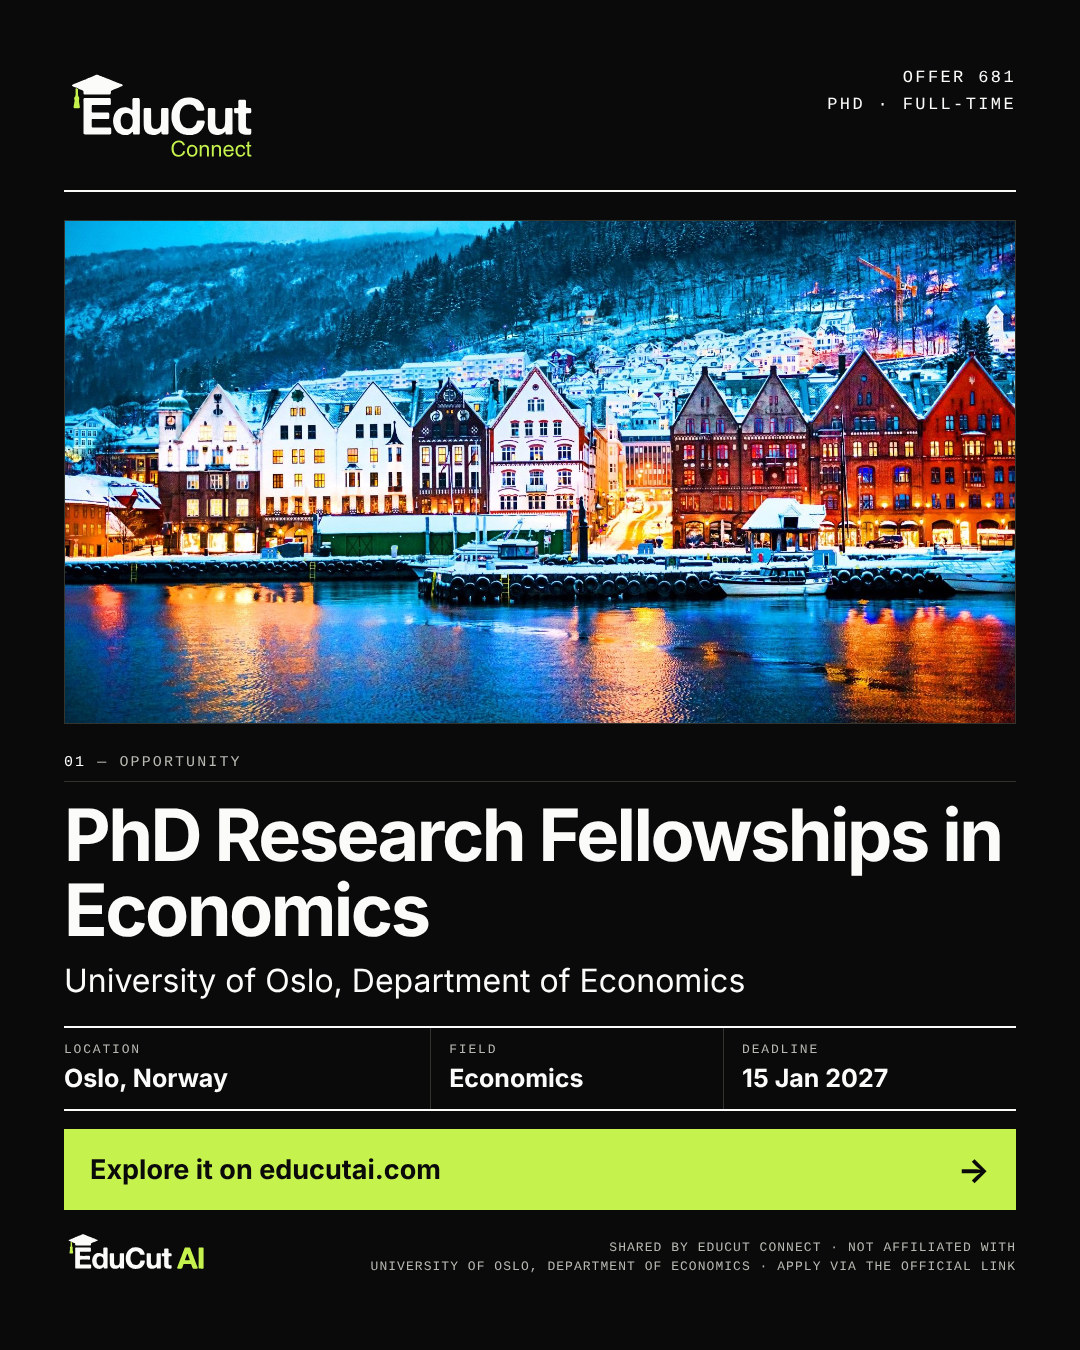 EduCut
Connect
OFFER 681
PHD · FULL-TIME
01 — OPPORTUNITY
PhD Research Fellowships in
Economics
University of Oslo, Department of Economics
LOCATION
Oslo, Norway
FIELD
Economics
DEADLINE
15 Jan 2027
Explore it on educutai.com →
EduCut AI
SHARED BY EDUCUT CONNECT · NOT AFFILIATED WITH
UNIVERSITY OF OSLO, DEPARTMENT OF ECONOMICS · APPLY VIA THE OFFICIAL LINK